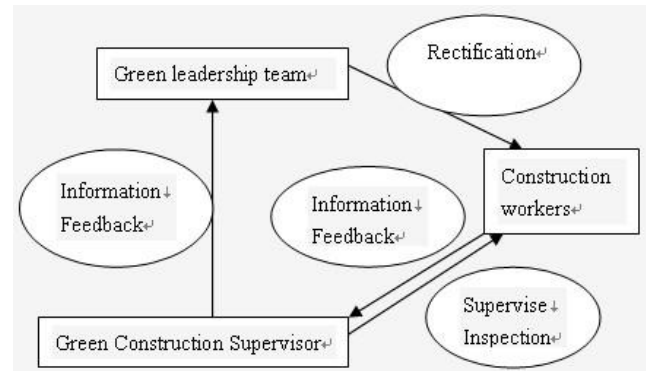 Rectification
Green leadership team
Construction
workers
Information
Feedback
Information
Feedback
Supervise
Inspection
Green Construction Supervisor